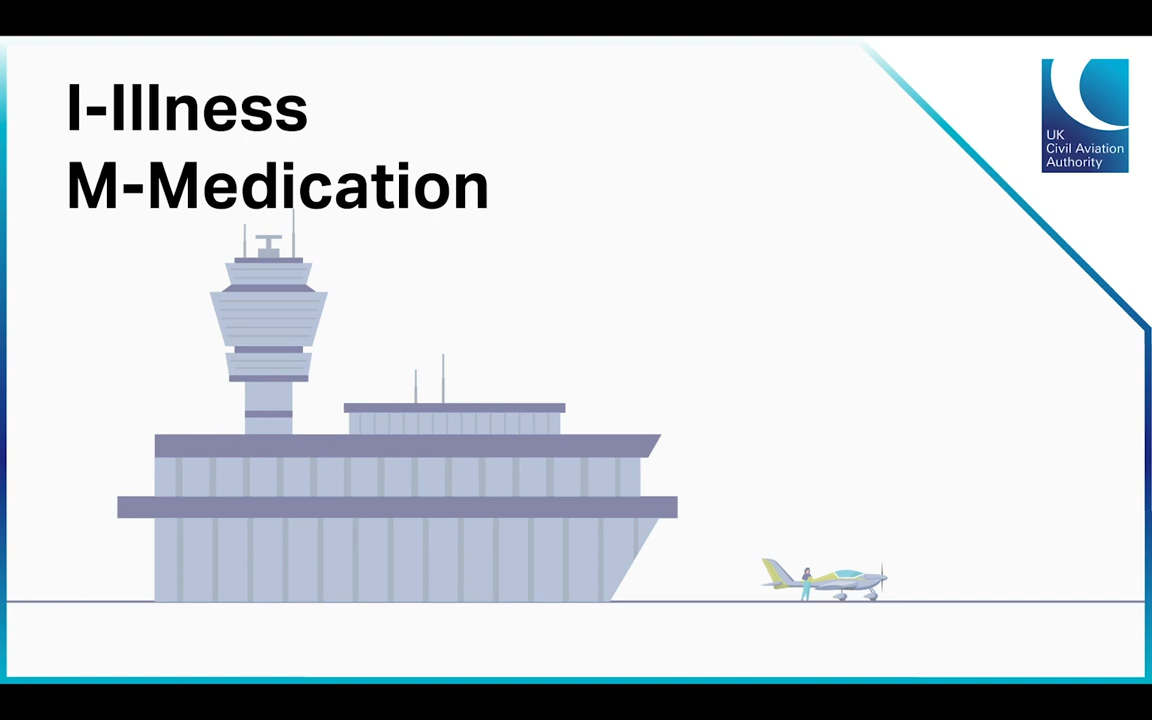 I-Illness
M-Medication
UK
Civil Aviation
Authority